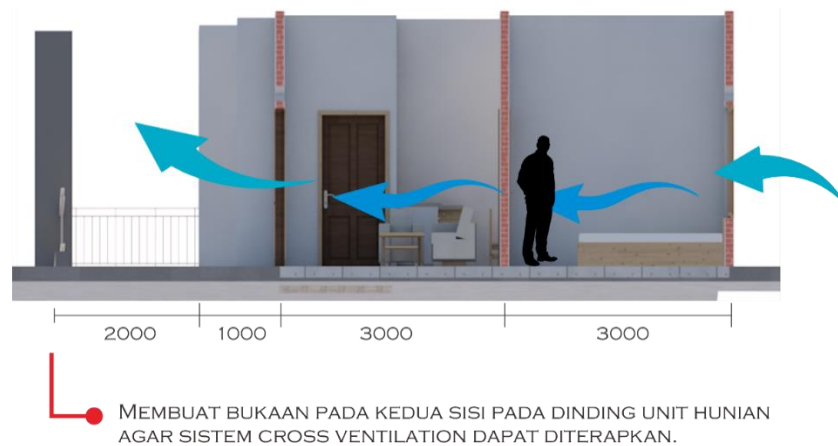 2000 1000 3000 3000
MEMBUAT BUKAAN PADA KEDUA SISI PADA DINDING UNIT HUNIAN
AGAR SISTEM CROSS VENTILATION DAPAT DITERAPKAN.